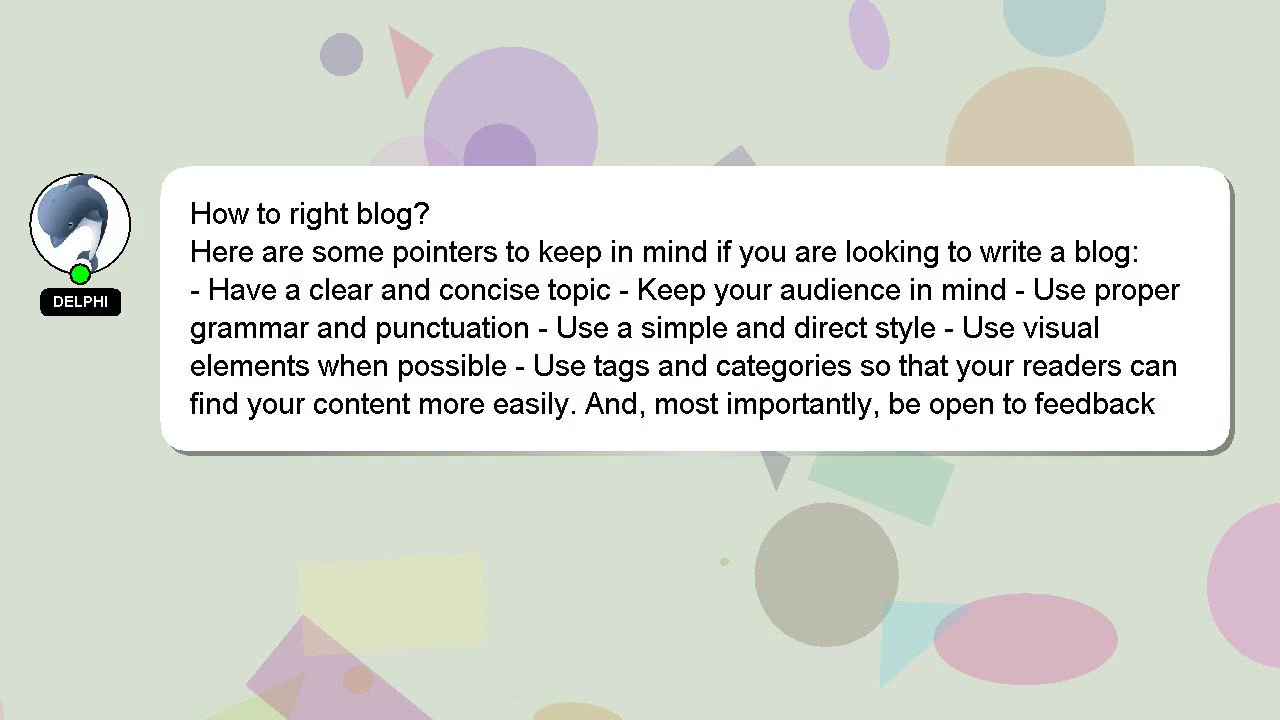 How to right blog?
Here are some pointers to keep in mind if you are looking to write a blog:
- Have a clear and concise topic - Keep your audience in mind - Use proper
grammar and punctuation - Use a simple and direct style - Use visual
elements when possible - Use tags and categories so that your readers can
find your content more easily. And, most importantly, be open to feedback
DELPHI